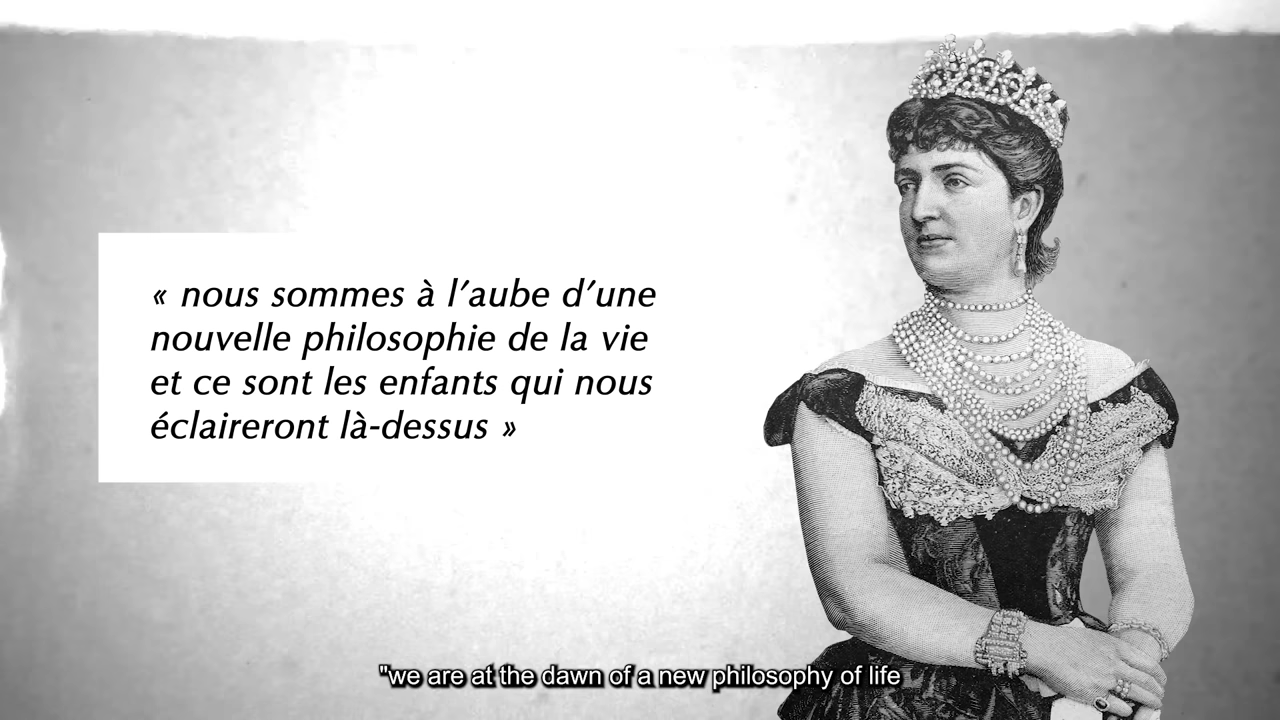 « nous sommes à l’aube d’une
nouvelle philosophie de la vie
et ce sont les enfants qui nous
éclaireront là-dessus »
"we are at the dawn of a new philosophy of life